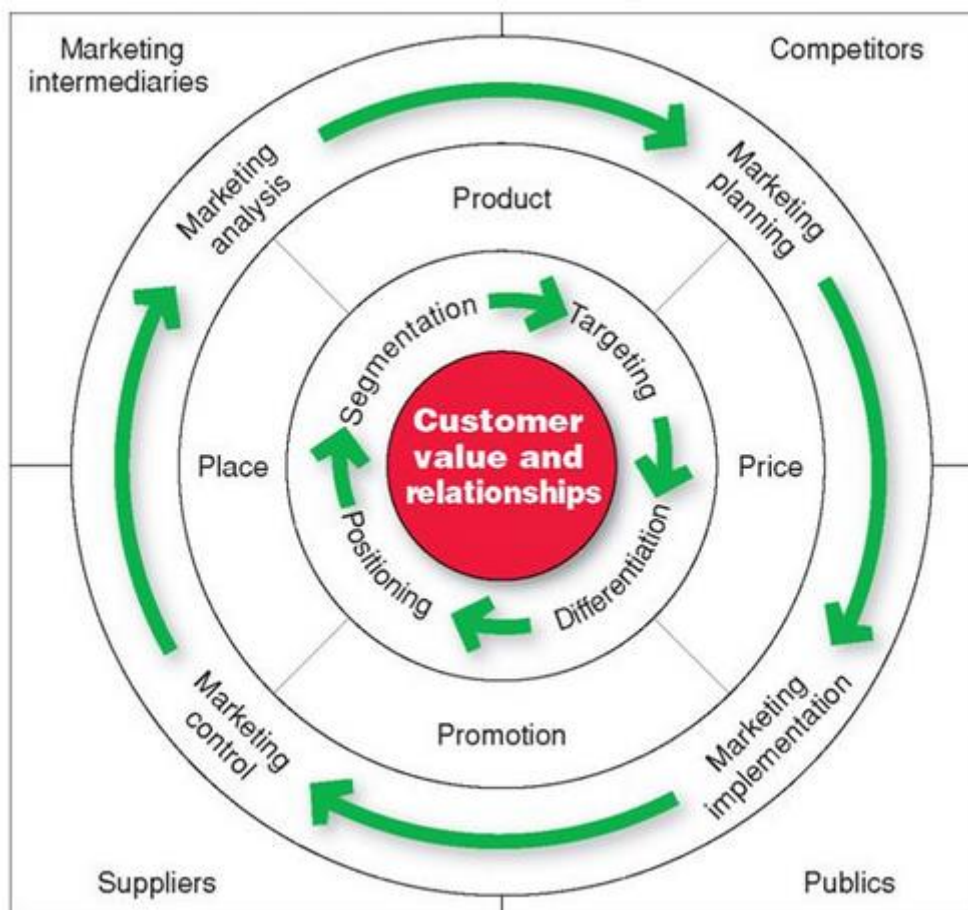 Marketing
intermediaries
Competitors
Marketing
analysis
Marketing
planning
Product
Segmentation
Targeting
Customer
value and
relationships
Place
Price
Positioning
Differentiation
Promotion
Marketing
control
Marketing
implementation
Suppliers
Publics